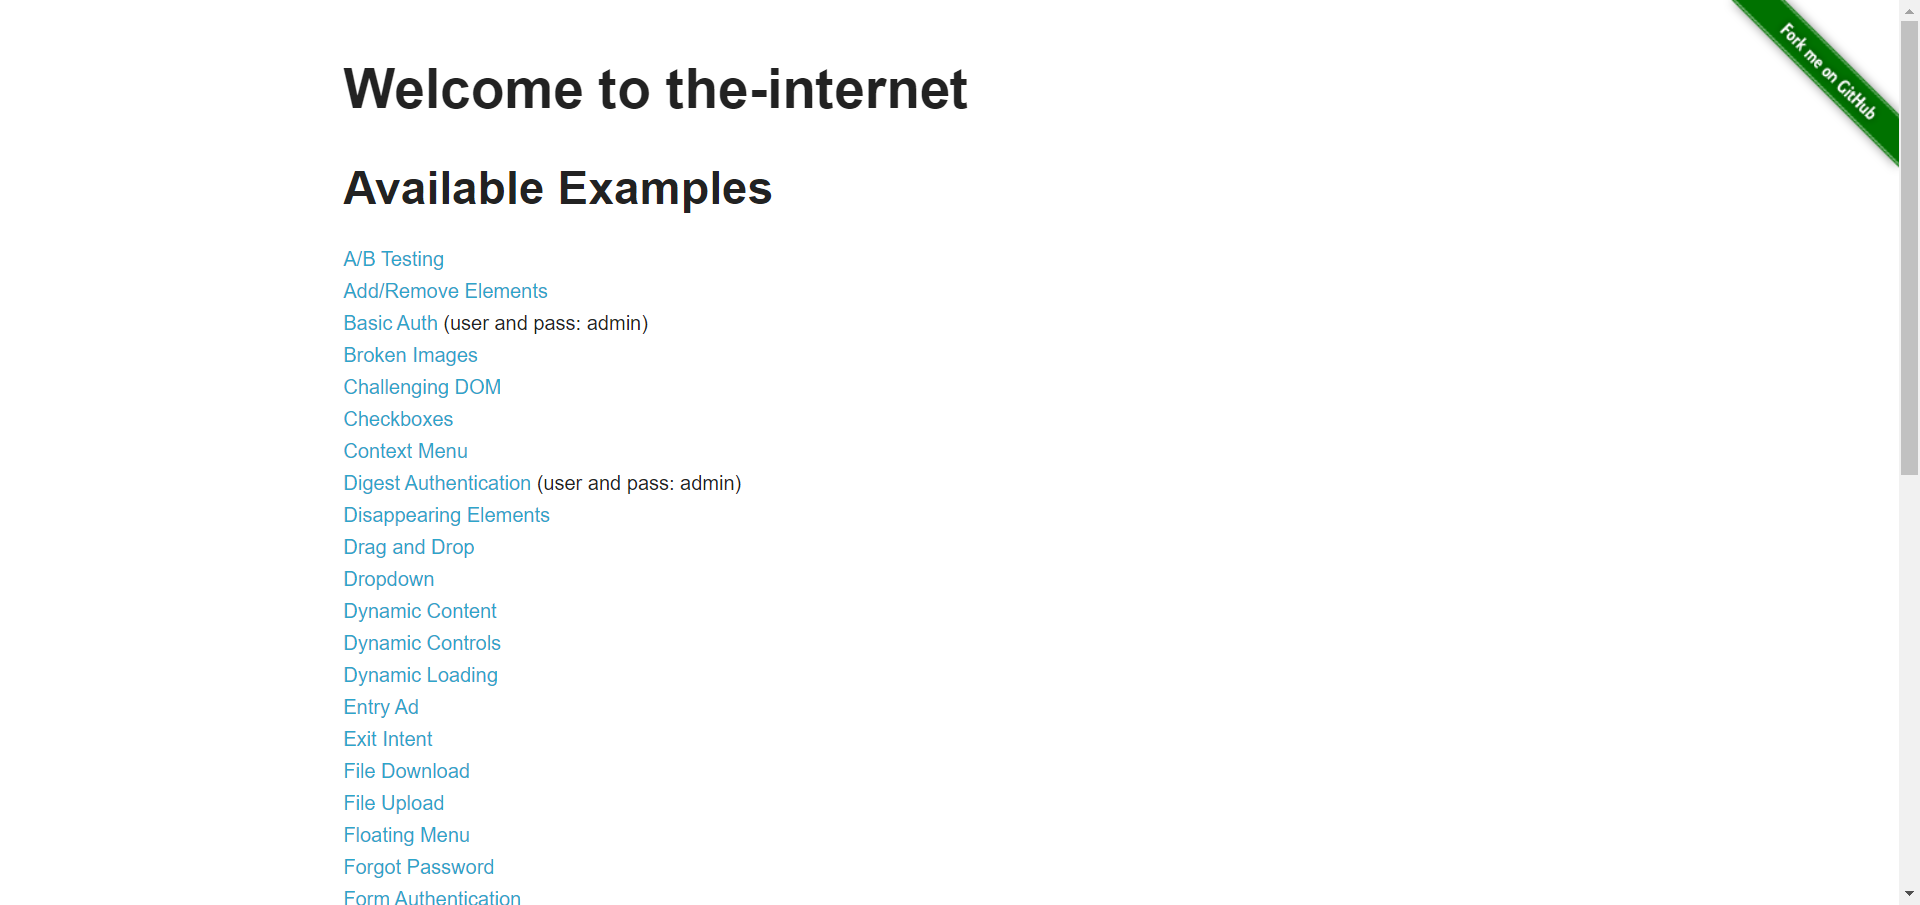 Fork me on GitHub
Welcome to the-internet
Available Examples
A/B Testing
Add/Remove Elements
Basic Auth (user and pass: admin)
Broken Images
Challenging DOM
Checkboxes
Context Menu
Digest Authentication (user and pass: admin)
Disappearing Elements
Drag and Drop
Dropdown
Dynamic Content
Dynamic Controls
Dynamic Loading
Entry Ad
Exit Intent
File Download
File Upload
Floating Menu
Forgot Password
Form Authentication